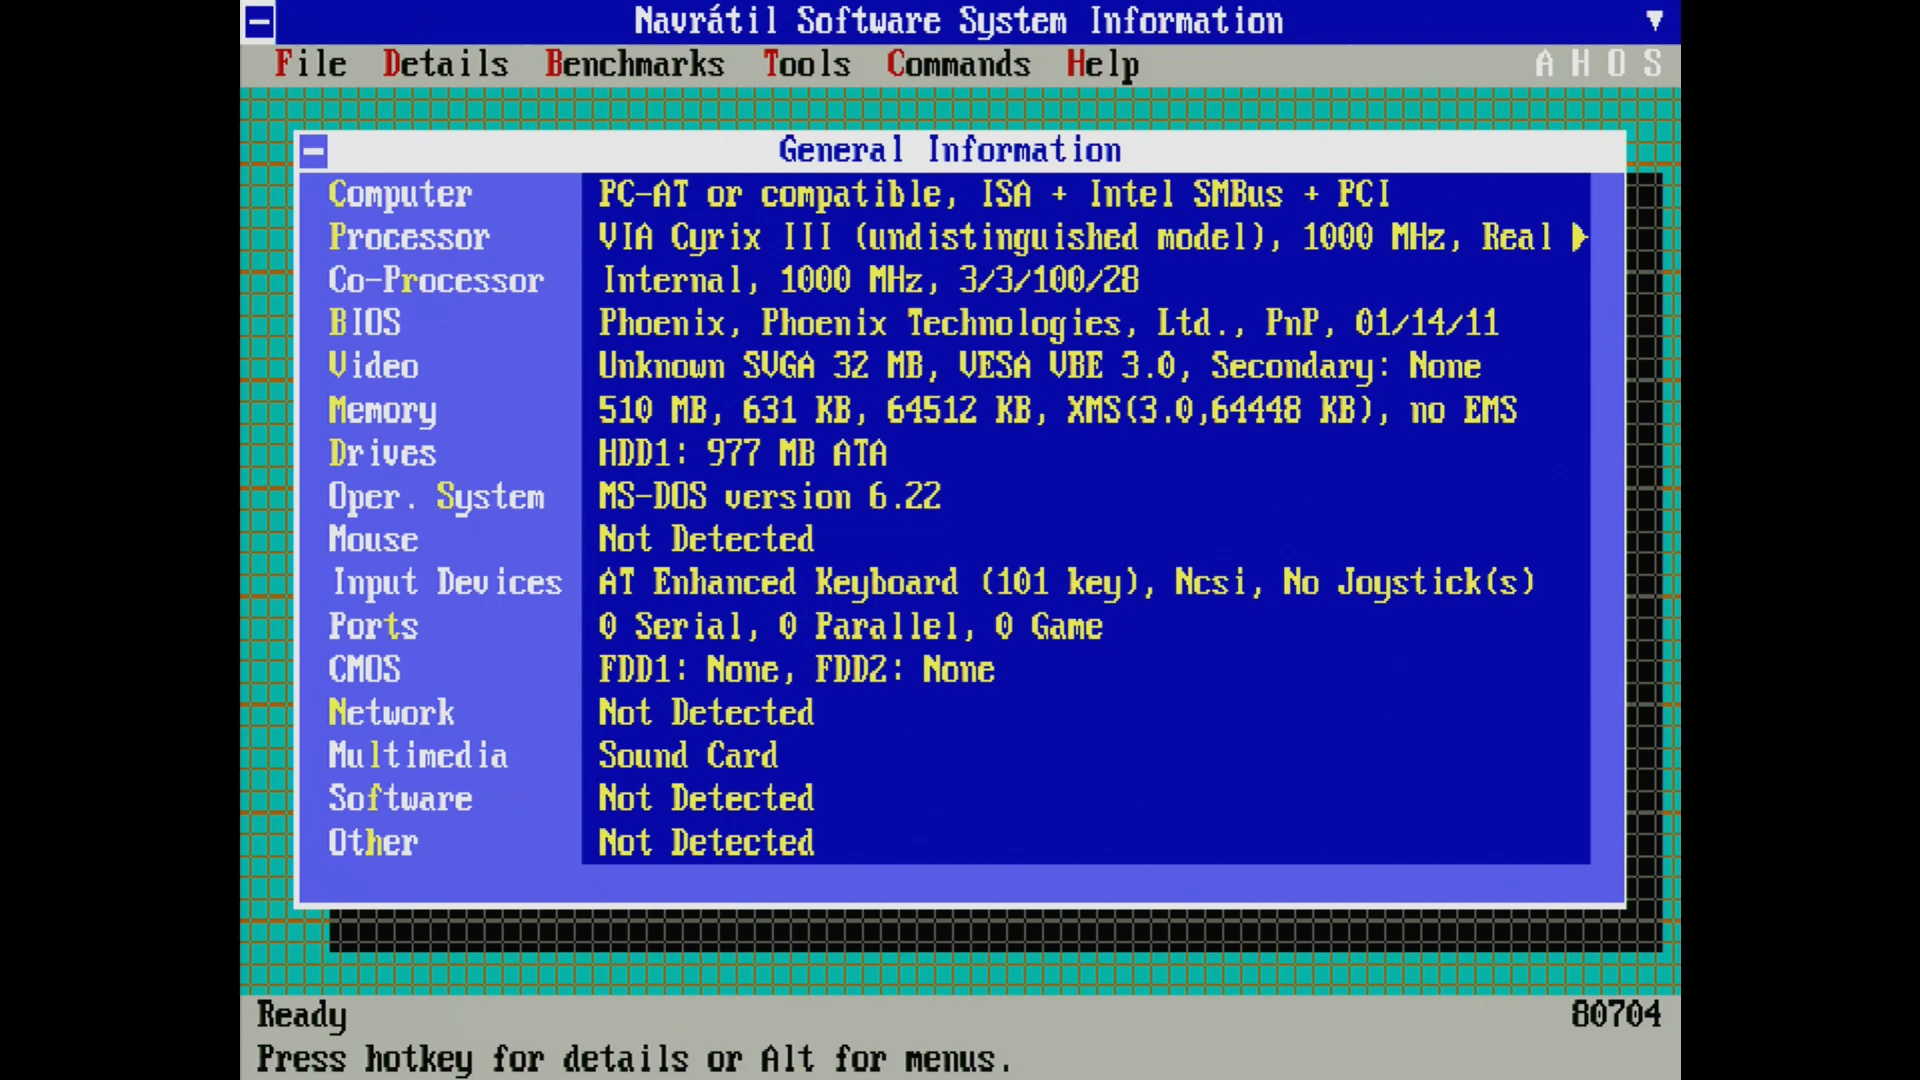 Navrátil Software System Information
File Details Benchmarks Tools Commands Help A H O S
General Information
Computer PC-AT or compatible, ISA + Intel SMBus + PCI
Processor VIA Cyrix III (undistinguished model), 1000 MHz, Real
Co-Processor Internal, 1000 MHz, 3/3/100/28
BIOS Phoenix, Phoenix Technologies, Ltd., PnP, 01/14/11
Video Unknown SVGA 32 MB, VESA VBE 3.0, Secondary: None
Memory 510 MB, 631 KB, 64512 KB, XMS(3.0,64448 KB), no EMS
Drives HDD1: 977 MB ATA
Oper. System MS-DOS version 6.22
Mouse Not Detected
Input Devices AT Enhanced Keyboard (101 key), Ncsi, No Joystick(s)
Ports 0 Serial, 0 Parallel, 0 Game
CMOS FDD1: None, FDD2: None
Network Not Detected
Multimedia Sound Card
Software Not Detected
Other Not Detected
Ready 80704
Press hotkey for details or Alt for menus.